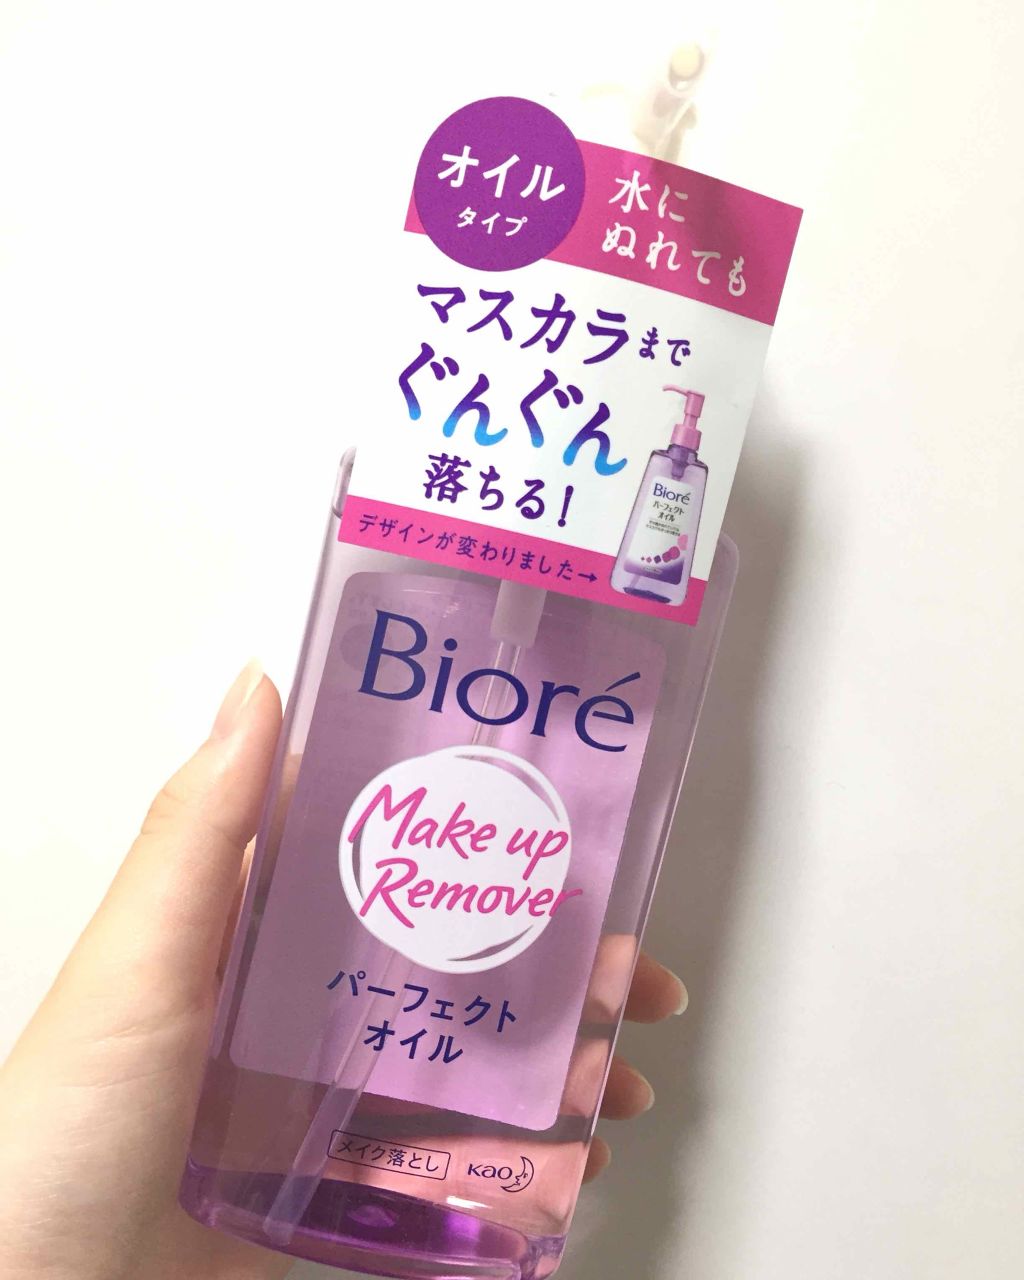 オイル
タイプ
水に
ぬれても
マスカラまで
ぐんぐん
落ちる!
デザインが変わりました→
Bioré
パーフェクト
オイル
Bioré
Make up
Remover
パーフェクト
オイル
メイク落とし
Kao